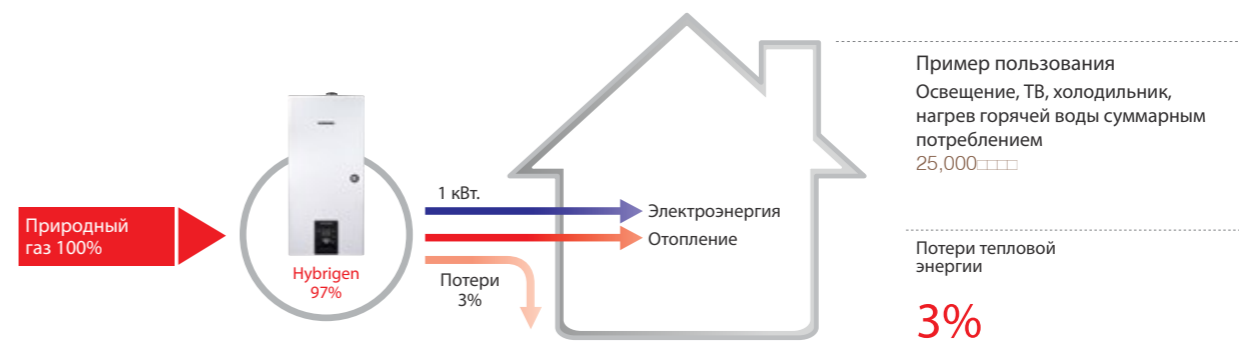 Природный
газ 100%
Hybrigen
97%
1 кВт.
Потери
3%
Электроэнергия
Отопление
Пример пользования
Освещение, ТВ, холодильник,
нагрев горячей воды суммарным
потреблением
25,000□□□□
Потери тепловой
энергии
3%